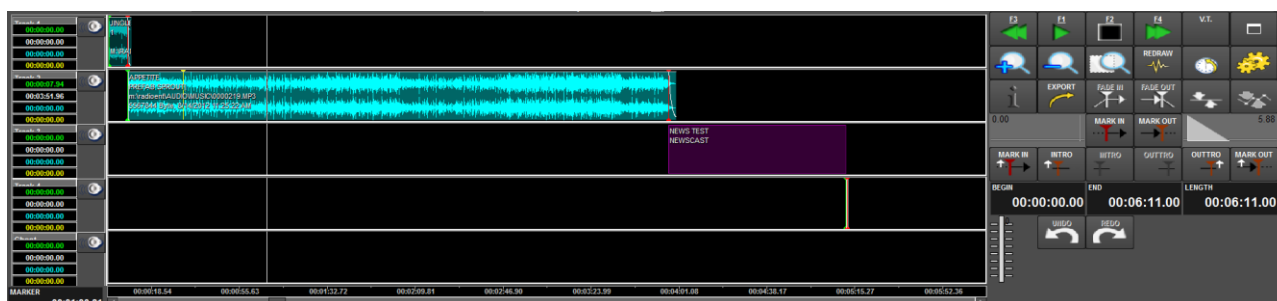 00:00:00.00
00:00:00.00
00:00:00.00
00:00:00.00
00:00:07.94
00:03:51.96
00:00:00.00
00:00:00.00
APPETITE
PREFAB SPROUT
NEWS TEST
NEWSCAST
00:00:00.00
00:00:00.00
00:00:00.00
00:00:00.00
00:00:00.00
00:00:00.00
00:00:00.00
00:00:00.00
00:00:00.00
00:00:00.00
00:00:00.00
00:00:00.00
MARKER
00:00:18.54 00:00:55.63 00:01:32.72 00:02:09.81 00:02:46.90 00:03:23.99 00:04:01.08 00:04:38.17 00:05:15.27 00:05:52.36
F3 F1 F2 F4 V.T.
REDRAW
EXPORT FADE IN FADE OUT
0.00 MARK IN MARK OUT 5.88
MARK IN INTRO INTRO OUTTRO OUTTRO MARK OUT
BEGIN END LENGTH
00:00:00.00 00:06:11.00 00:06:11.00
UNDO REDO